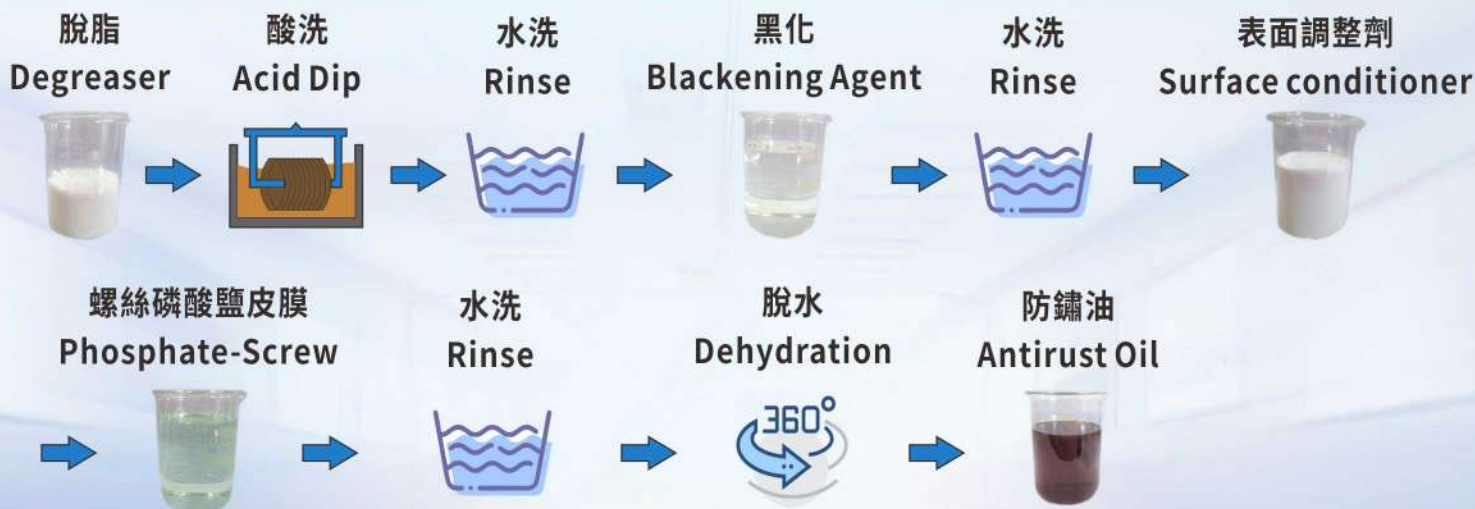 脫脂
Degreaser
酸洗
Acid Dip
水洗
Rinse
黑化
Blackening Agent
水洗
Rinse
表面調整劑
Surface conditioner
螺絲磷酸鹽皮膜
Phosphate-Screw
水洗
Rinse
脫水
Dehydration
360°
防鏽油
Antirust Oil